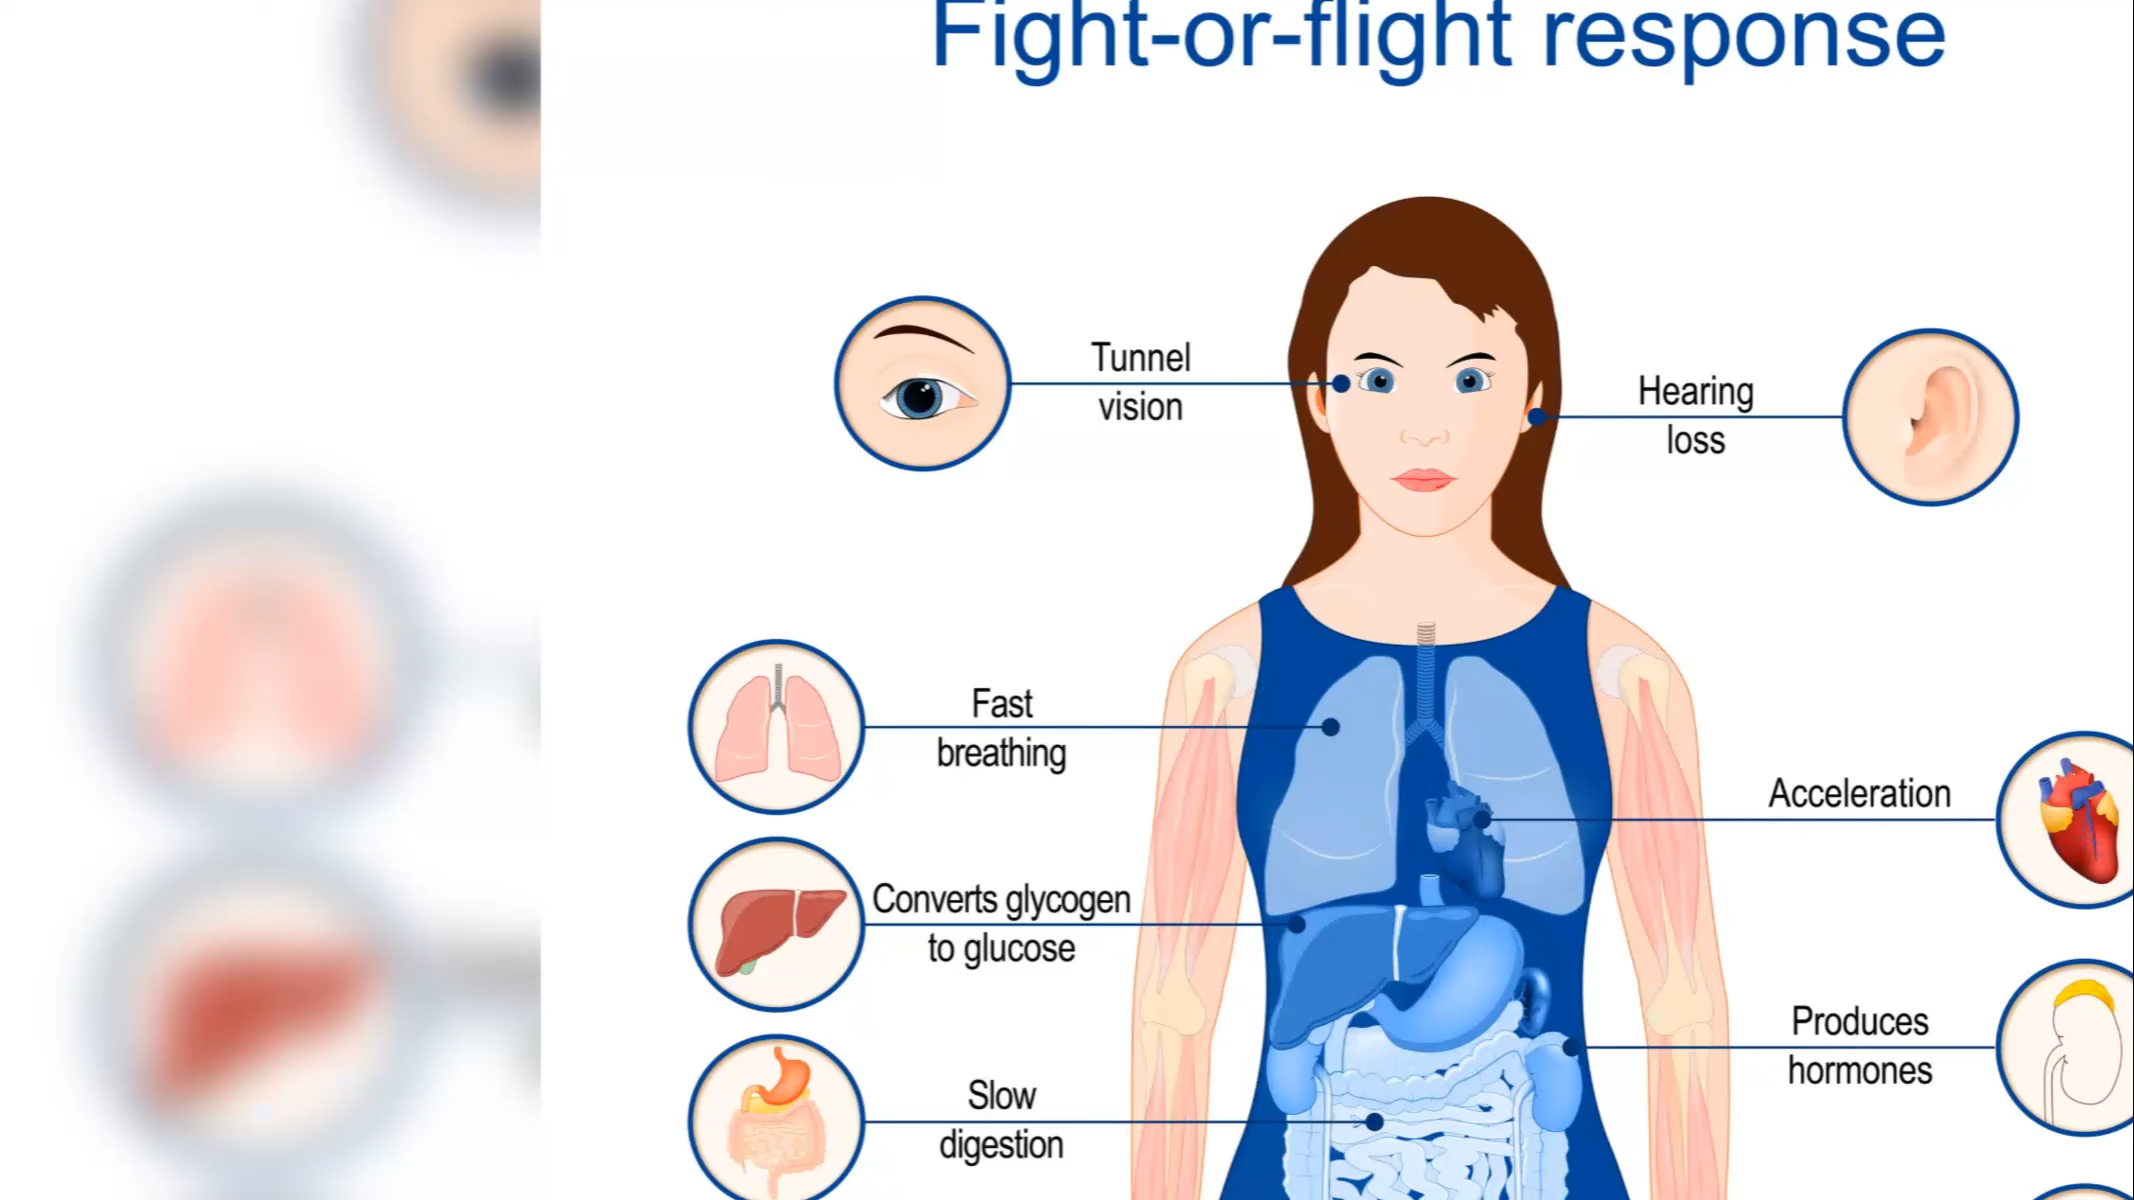 Fight-or-flight response
Tunnel
vision
Hearing
loss
Fast
breathing
Acceleration
Converts glycogen
to glucose
Produces
hormones
Slow
digestion